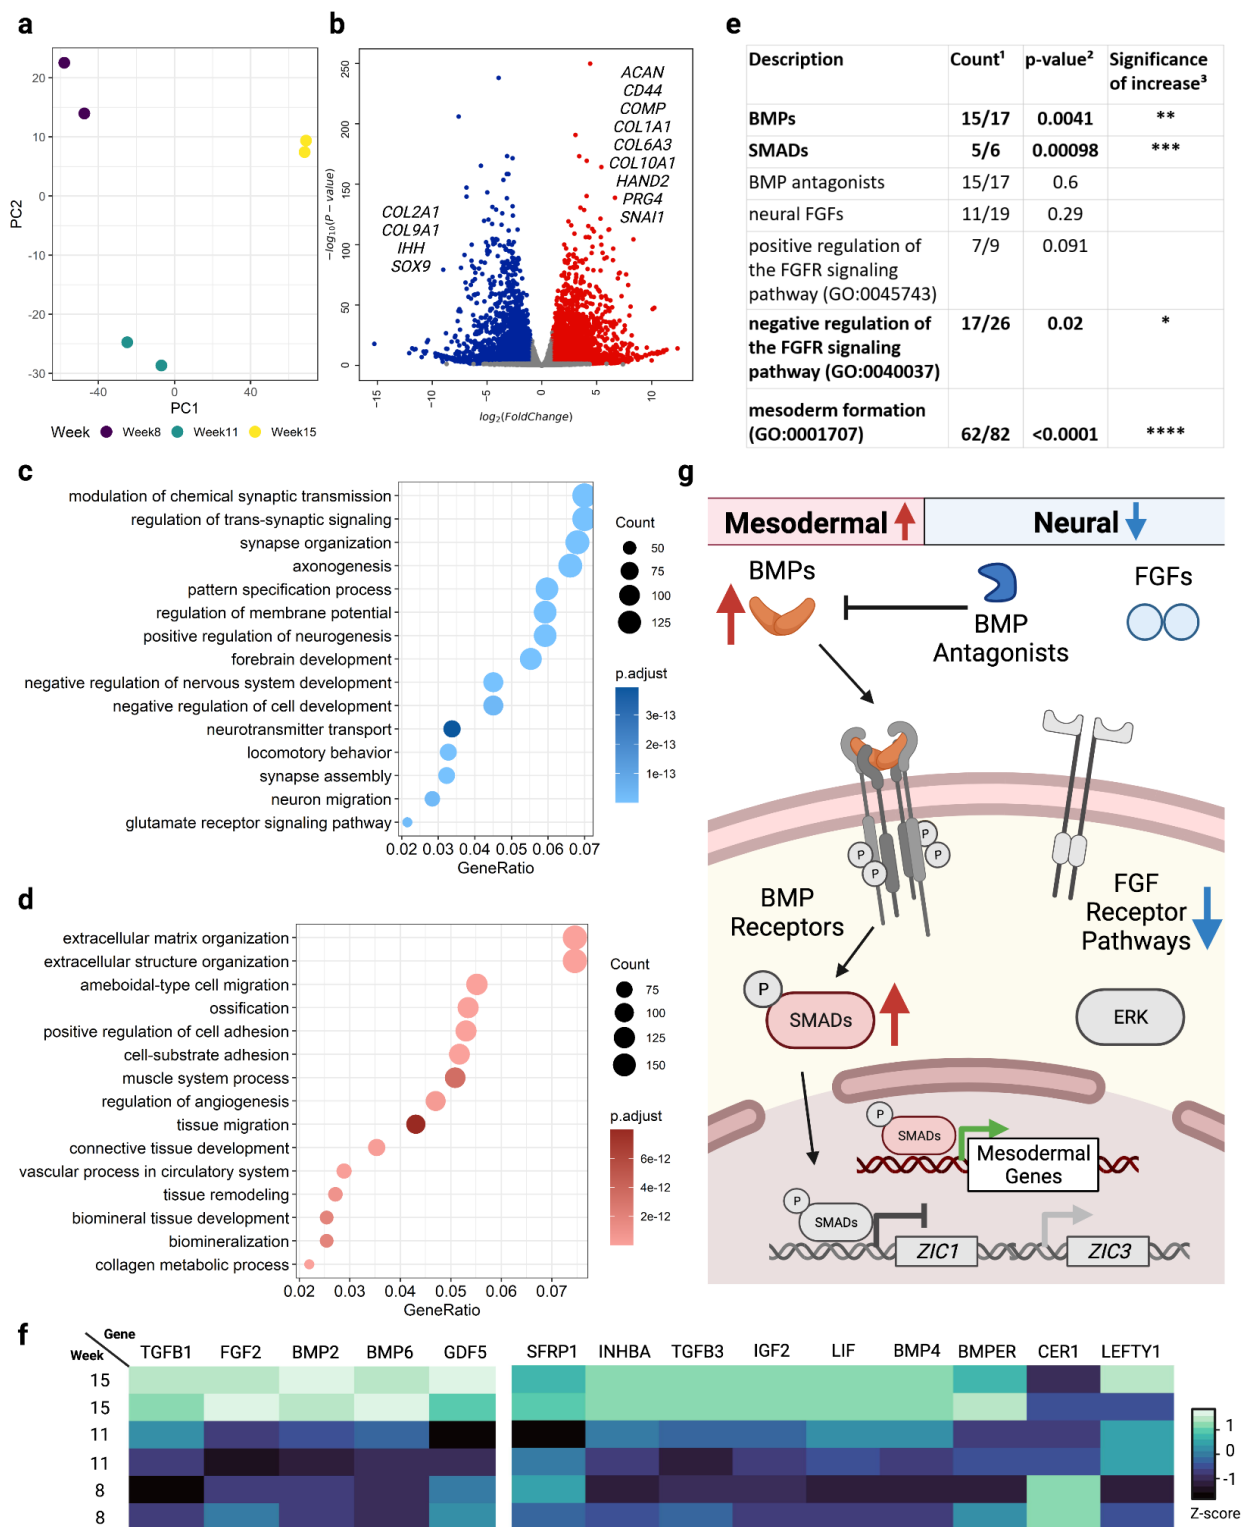 a
20
10
0
-10
-20
-30
PC2
-40
0
40
PC1
Week
Week8
Week11
Week15
b
250
200
150
100
50
0
-log10(P - value)
-15
-10
-5
0
5
10
log2(FoldChange)
COL2A1
COL9A1
IHH
SOX9
ACAN
CD44
COMP
COL1A1
COL6A3
COL10A1
HAND2
PRG4
SNAI1
e
Description Count¹ p-value² Significance of increase³
BMPs 15/17 0.0041 **
SMADs 5/6 0.00098 ***
BMP antagonists 15/17 0.6
neural FGFs 11/19 0.29
positive regulation of 7/9 0.091
the FGFR signaling
pathway (GO:0045743)
negative regulation of 17/26 0.02 *
the FGFR signaling
pathway (GO:0040037)
mesoderm formation
(GO:0001707) 62/82 <0.0001 ****
c
modulation of chemical synaptic transmission
regulation of trans-synaptic signaling
synapse organization
axonogenesis
pattern specification process
regulation of membrane potential
positive regulation of neurogenesis
forebrain development
negative regulation of nervous system development
negative regulation of cell development
neurotransmitter transport
locomotory behavior
synapse assembly
neuron migration
glutamate receptor signaling pathway
0.02 0.03 0.04 0.05 0.06 0.07
GeneRatio
Count
50
75
100
125
p.adjust
3e-13
2e-13
1e-13
d
extracellular matrix organization
extracellular structure organization
ameboidal-type cell migration
ossification
positive regulation of cell adhesion
cell-substrate adhesion
muscle system process
regulation of angiogenesis
tissue migration
connective tissue development
vascular process in circulatory system
tissue remodeling
biomineral tissue development
biomineralization
collagen metabolic process
0.02 0.03 0.04 0.05 0.06 0.07
GeneRatio
Count
75
100
125
150
p.adjust
6e-12
4e-12
2e-12
g
Mesodermal
Neural
BMPs
BMP
Antagonists
FGFs
P
P
P
P
BMP
Receptors
FGF
Receptor
Pathways
P
SMADs
ERK
P
SMADs
Mesodermal
Genes
P
SMADs
ZIC1
ZIC3
f
Gene
Week
TGFB1 FGF2 BMP2 BMP6 GDF5 SFRP1 INHBA TGFB3 IGF2 LIF BMP4 BMPER CER1 LEFTY1
15
15
11
11
8
8
1
0
-1
Z-score